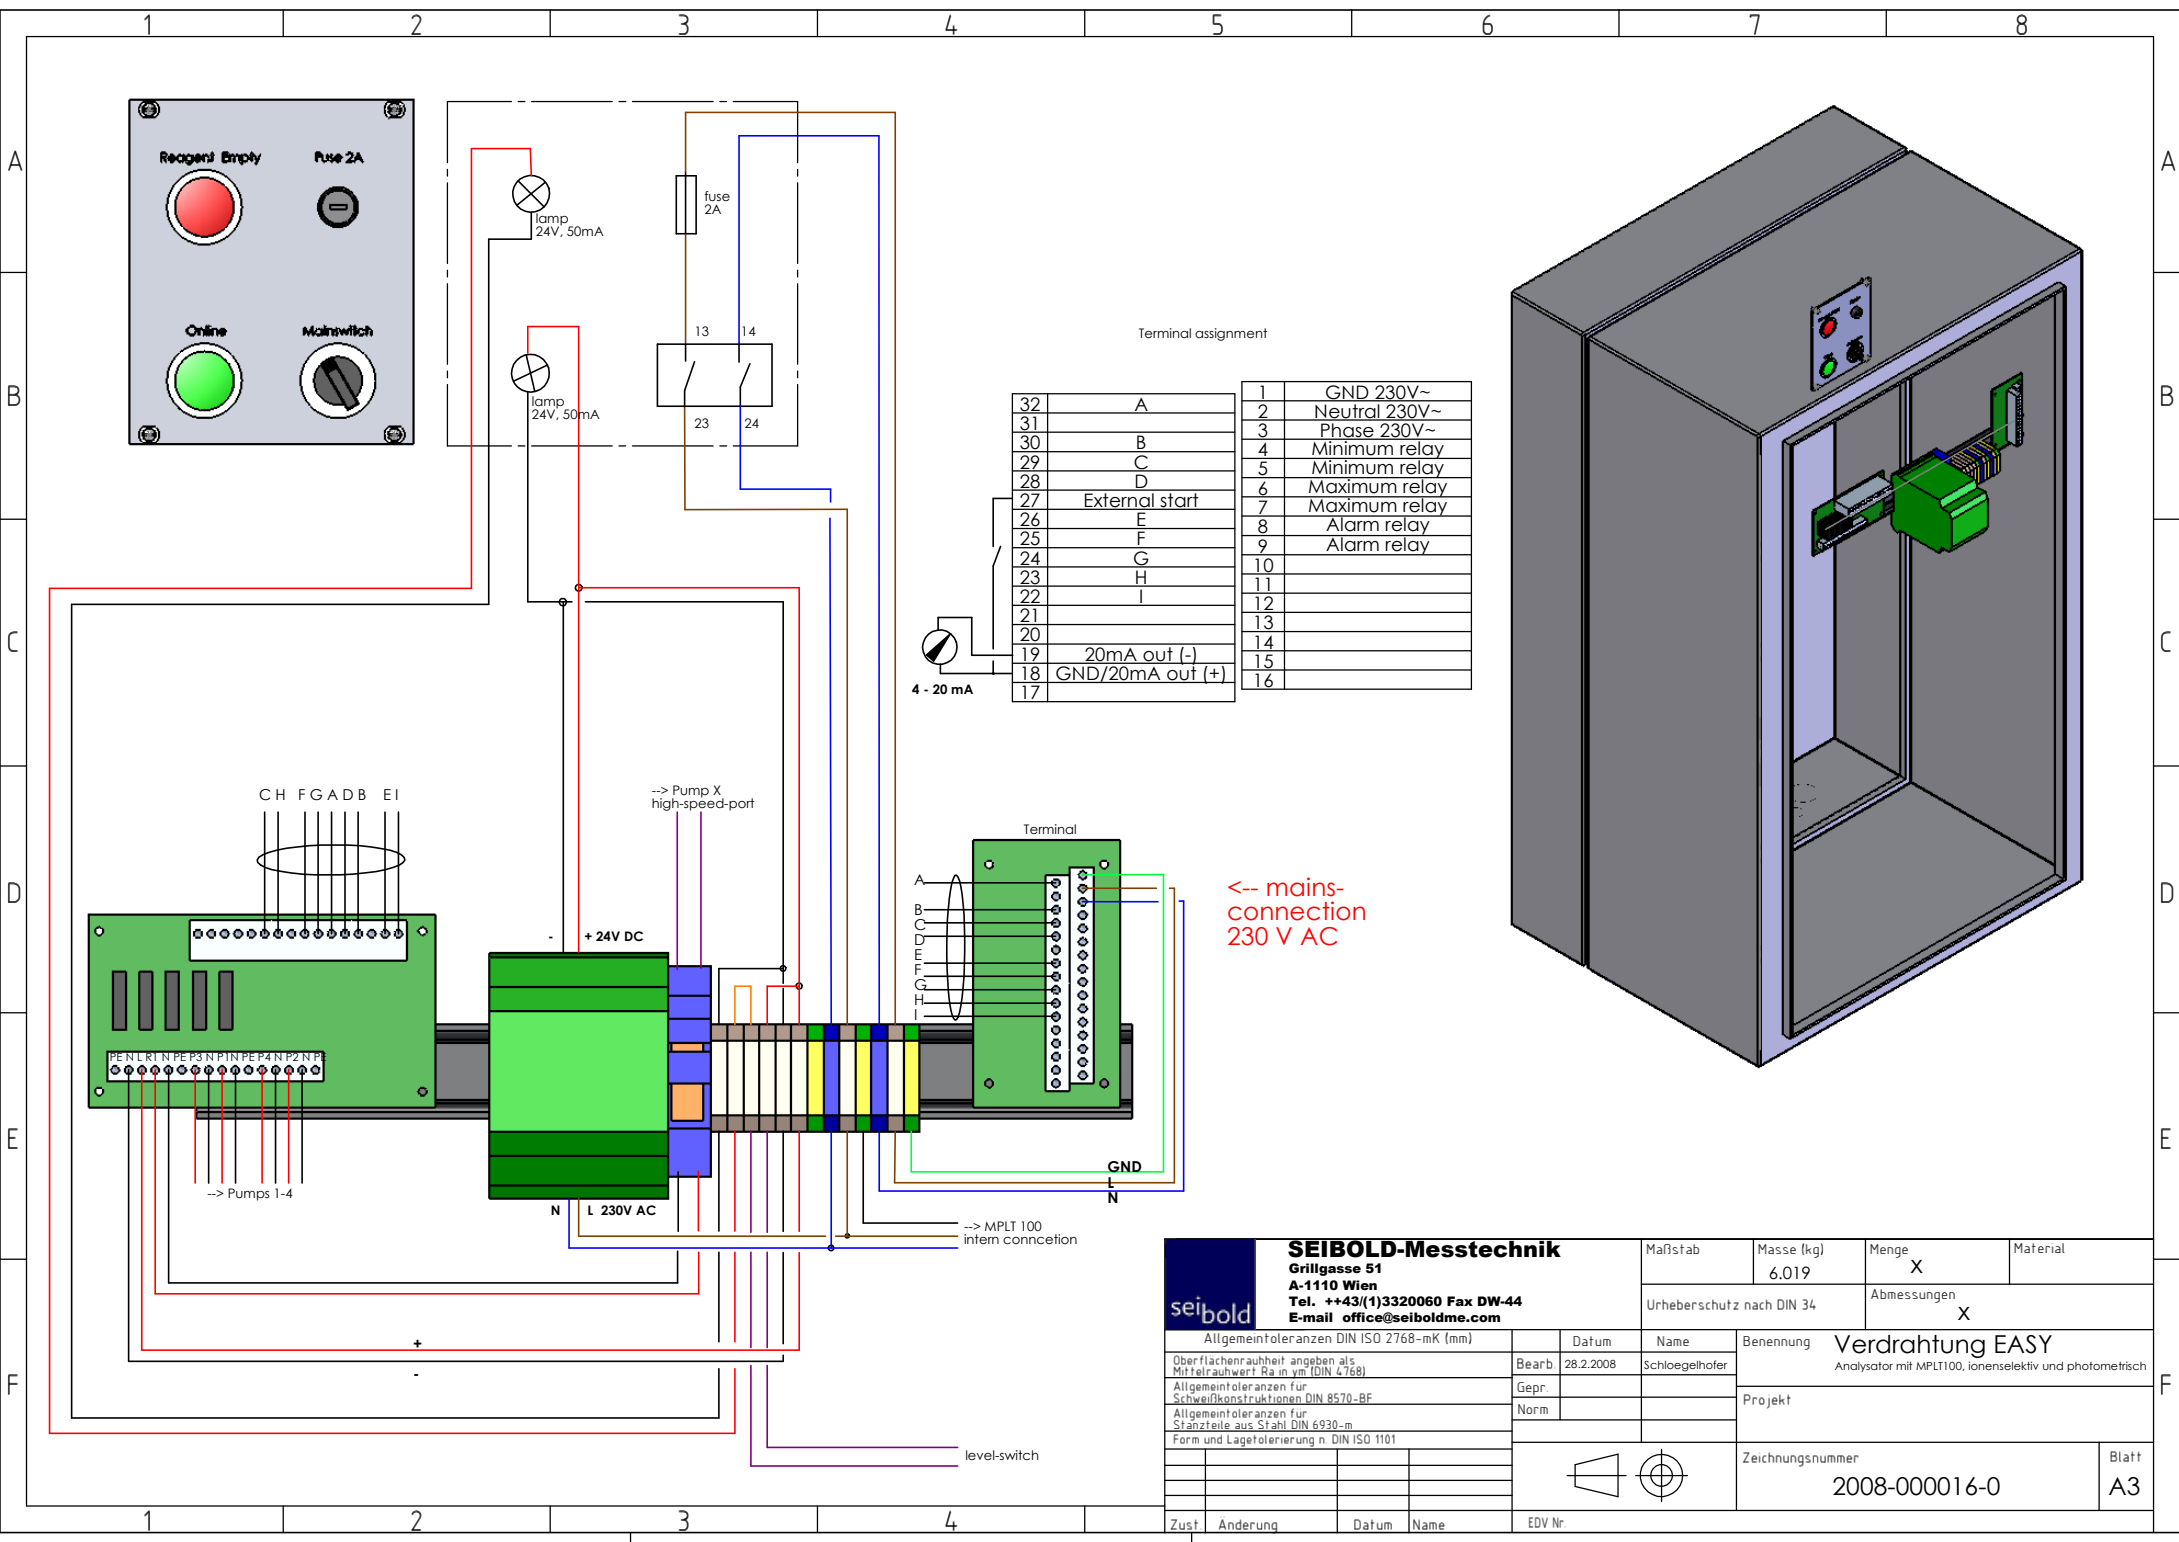 1 2 3 4 5 6 7 8
A
B
C
D
E
F
Reagent Empty
Fuse 2A
Online
Mainswitch
lamp
24V, 50mA
fuse
2A
lamp
24V, 50mA
13 14
23 24
Terminal assignment
32 A
31
30 B
29 C
28 D
27 External start
26 E
25 F
24 G
23 H
22 I
21
20
19 20mA out (-)
18 GND/20mA out (+)
17
4 - 20 mA
1 GND 230V~
2 Neutral 230V~
3 Phase 230V~
4 Minimum relay
5 Minimum relay
6 Maximum relay
7 Maximum relay
8 Alarm relay
9 Alarm relay
10
11
12
13
14
15
16
A
B
C
D
E
F
C H F G A D B E I
--> Pump X
high-speed-port
Terminal
A
B
C
D
E
F
G
H
I
<-- mains-
connection
230 V AC
- + 24V DC
PE N L R1 N PE P3 N P1 N PE P4 N P2 N PE
--> Pumps 1-4
N L 230V AC
GND
L
N
--> MPLT 100
intern conncetion
+
-
level-switch
seibold
SEIBOLD-Messtechnik
Grillgasse 51
A-1110 Wien
Tel. ++43/(1)3320060 Fax DW-44
E-mail office@seiboldme.com
Maßstab
Masse (kg)
6.019
Menge
X
Material
Urheberschutz nach DIN 34
Abmessungen
X
Allgemeintoleranzen DIN ISO 2768-mK (mm)
Oberflächenrauhheit angeben als
Mittelrauhwert Ra in ym (DIN 4768)
Allgemeintoleranzen für
Schweißkonstruktionen DIN 8570-BF
Allgemeintoleranzen für
Stanzteile aus Stahl DIN 6930-m
Form und Lagetolerierung n. DIN ISO 1101
Datum Name
Bearb. 28.2.2008 Schloegelhofer
Gepr.
Norm
Benennung
Verdrahtung EASY
Analysator mit MPLT100, ionenselektiv und photometrisch
Projekt
Zeichnungsnummer
2008-000016-0
Blatt
A3
Zust. Änderung Datum Name
EDV Nr.
1 2 3 4